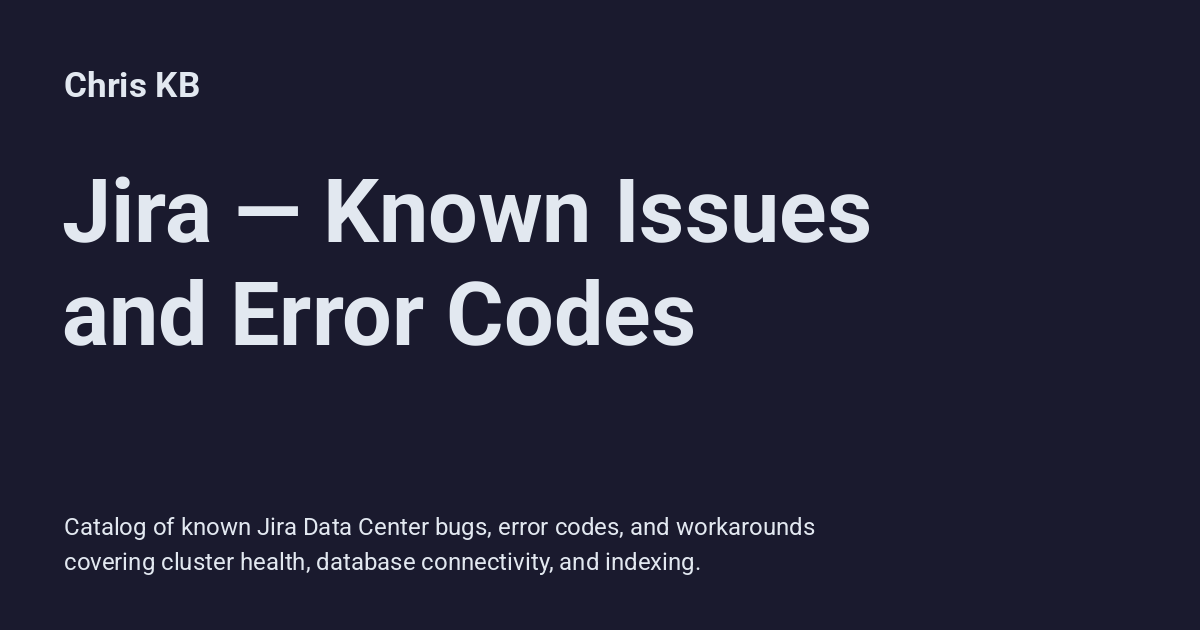 Chris KB
Jira — Known Issues
and Error Codes
Catalog of known Jira Data Center bugs, error codes, and workarounds
covering cluster health, database connectivity, and indexing.